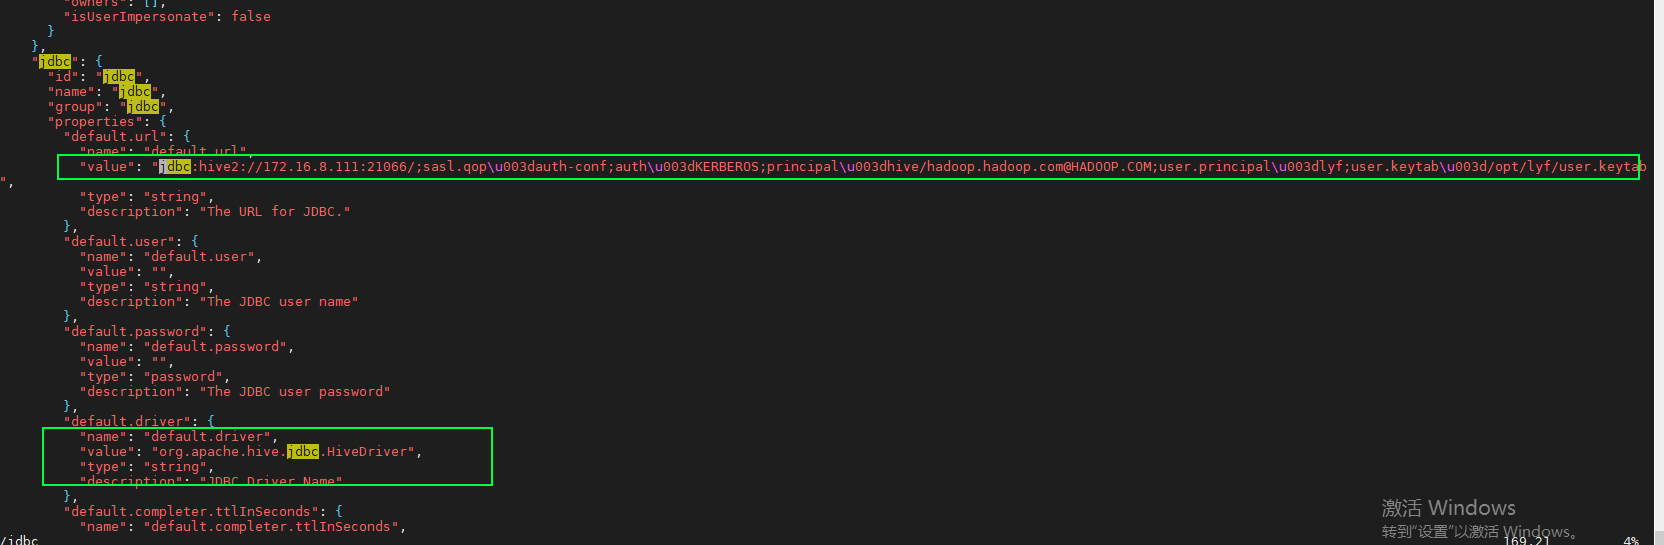 "owners": [],
"isUserImpersonate": false
}
},
"jdbc": {
"id": "jdbc",
"name": "jdbc",
"group": "jdbc",
"properties": {
"default.url": {
"name": "default.url",
"value": "jdbc:hive2://172.16.8.111:21066/;sasl.qop\u003dauth-conf;auth\u003dKERBEROS;principal\u003dhive/hadoop.hadoop.com@HADOOP.COM;user.principal\u003dlyf;user.keytab\u003d/opt/lyf/user.keytab
",
"type": "string",
"description": "The URL for JDBC."
},
"default.user": {
"name": "default.user",
"value": "",
"type": "string",
"description": "The JDBC user name"
},
"default.password": {
"name": "default.password",
"value": "",
"type": "password",
"description": "The JDBC user password"
},
"default.driver": {
"name": "default.driver",
"value": "org.apache.hive.jdbc.HiveDriver",
"type": "string",
"description": "JDBC Driver Name"
},
"default.completer.ttlInSeconds": {
"name": "default.completer.ttlInSeconds",
激活 Windows
转到"设置"以激活 Windows。
/jdbc 169,21 4%